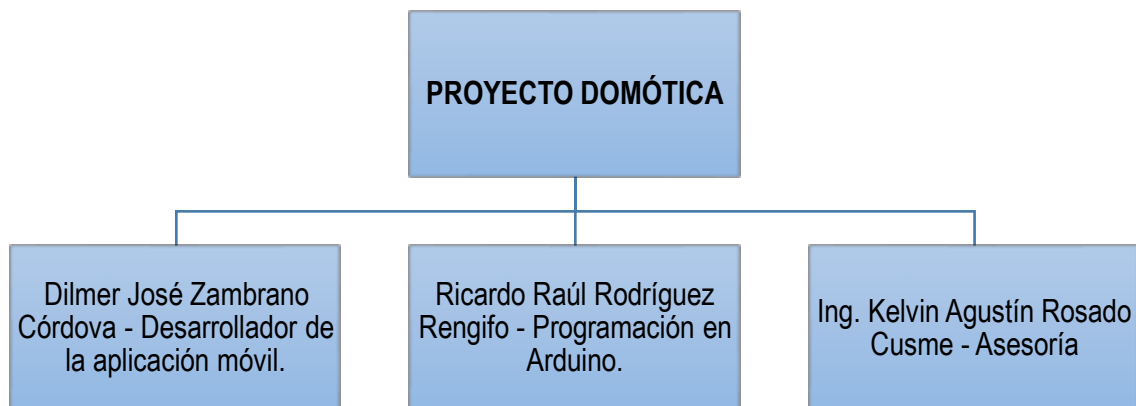 PROYECTO DOMÓTICA
Dilmer José Zambrano
Córdova - Desarrollador de
la aplicación móvil.
Ricardo Raúl Rodríguez
Rengifo - Programación en
Arduino.
Ing. Kelvin Agustín Rosado
Cusme - Asesoría